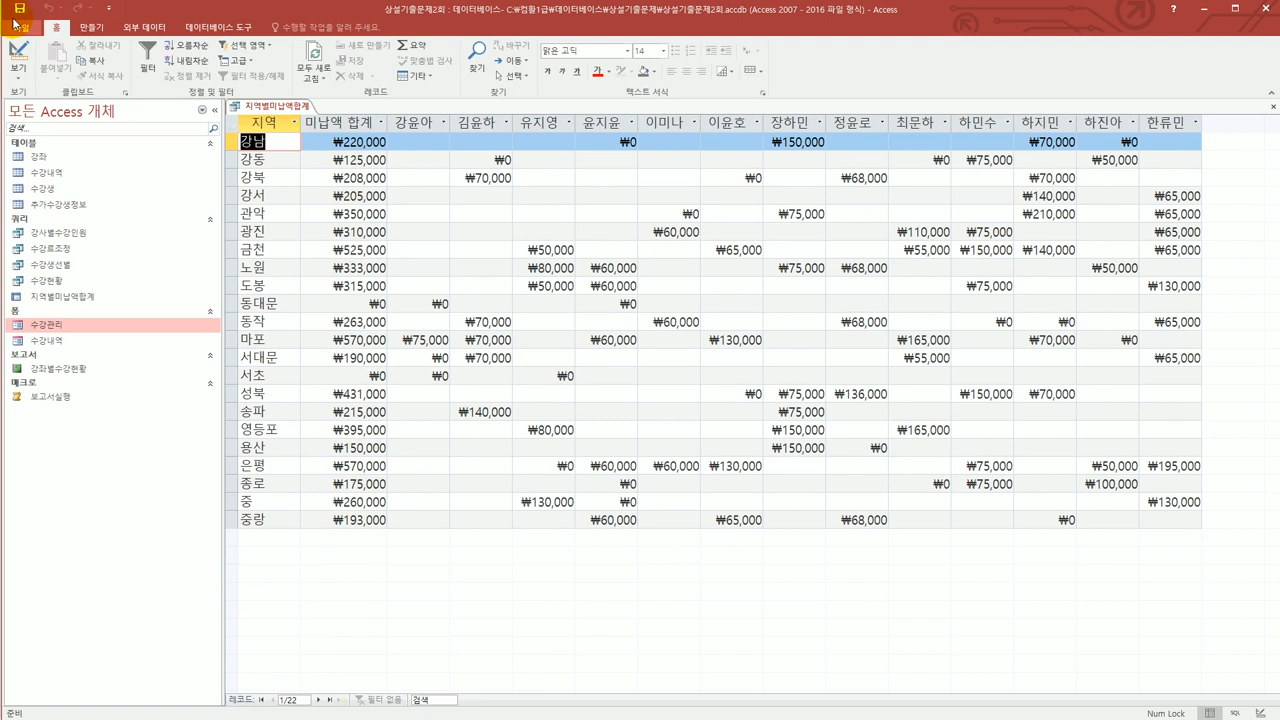 상설기출문제2회 : 데이터베이스- C:₩컴활1급₩데이터베이스₩상설기출문제₩상설기출2회.accdb (Access 2007 - 2016 파일 형식) - Access
파일 홈 만들기 외부 데이터 데이터베이스 도구 수행할 작업을 알려 주세요.
보기 붙여넣기 잘라내기 복사 서식 복사 필터 오름차순 내림차순 정렬 제거 선택 고급 필터 적용/해제 모두 새로 고침 새로 만들기 저장 삭제 요약 맞춤법 검사 기타 찾기 바꾸기 이동 선택 맑은 고딕 14 가 가 가 가
보기 클립보드 정렬 및 필터 레코드 찾기 텍스트 서식
모든 Access 개체
검색...
테이블
강좌
수강내역
수강생
추가수강생정보
쿼리
강사별수강인원
수강료조정
수강생선별
수강현황
지역별미납액합계
폼
수강관리
수강내역
보고서
강좌별수강현황
매크로
보고서실행
지역별미납액합계
지역 미납액 합계 강윤아 김윤하 유지영 윤지윤 이미나 이윤호 장하민 정윤로 최문하 하민수 하지민 하진아 한류민
강남 ₩220,000 ₩0 ₩150,000 ₩70,000 ₩0
강동 ₩125,000 ₩0 ₩0 ₩75,000 ₩50,000
강북 ₩208,000 ₩70,000 ₩0 ₩68,000 ₩70,000
강서 ₩205,000 ₩140,000 ₩65,000
관악 ₩350,000 ₩0 ₩75,000 ₩210,000 ₩65,000
광진 ₩310,000 ₩60,000 ₩110,000 ₩75,000 ₩65,000
금천 ₩525,000 ₩50,000 ₩65,000 ₩55,000 ₩150,000 ₩140,000 ₩65,000
노원 ₩333,000 ₩80,000 ₩60,000 ₩75,000 ₩68,000 ₩50,000
도봉 ₩315,000 ₩50,000 ₩60,000 ₩75,000 ₩130,000
동대문 ₩0 ₩0 ₩0
동작 ₩263,000 ₩70,000 ₩60,000 ₩68,000 ₩0 ₩0 ₩65,000
마포 ₩570,000 ₩75,000 ₩70,000 ₩60,000 ₩130,000 ₩165,000 ₩70,000 ₩0
서대문 ₩190,000 ₩0 ₩70,000 ₩55,000 ₩65,000
서초 ₩0 ₩0 ₩0
성북 ₩431,000 ₩0 ₩75,000 ₩136,000 ₩150,000 ₩70,000
송파 ₩215,000 ₩140,000 ₩75,000
영등포 ₩395,000 ₩80,000 ₩150,000 ₩165,000
용산 ₩150,000 ₩150,000 ₩0
은평 ₩570,000 ₩0 ₩60,000 ₩60,000 ₩130,000 ₩75,000 ₩50,000 ₩195,000
종로 ₩175,000 ₩0 ₩0 ₩75,000 ₩100,000
중 ₩260,000 ₩130,000 ₩0 ₩130,000
중랑 ₩193,000 ₩60,000 ₩65,000 ₩68,000 ₩0
레코드: 1/22 필터 없음 검색
준비 Num Lock SQL